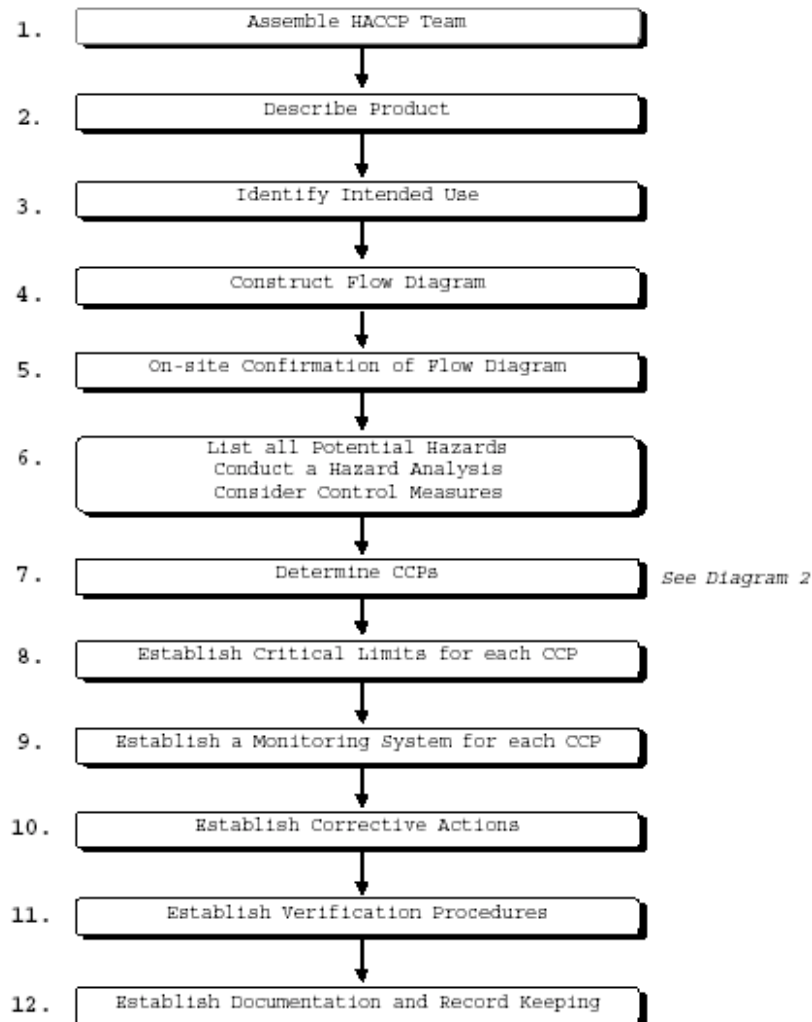 1. Assemble HACCP Team
2. Describe Product
3. Identify Intended Use
4. Construct Flow Diagram
5. On-site Confirmation of Flow Diagram
6. List all Potential Hazards
Conduct a Hazard Analysis
Consider Control Measures
7. Determine CCPs See Diagram 2
8. Establish Critical Limits for each CCP
9. Establish a Monitoring System for each CCP
10. Establish Corrective Actions
11. Establish Verification Procedures
12. Establish Documentation and Record Keeping